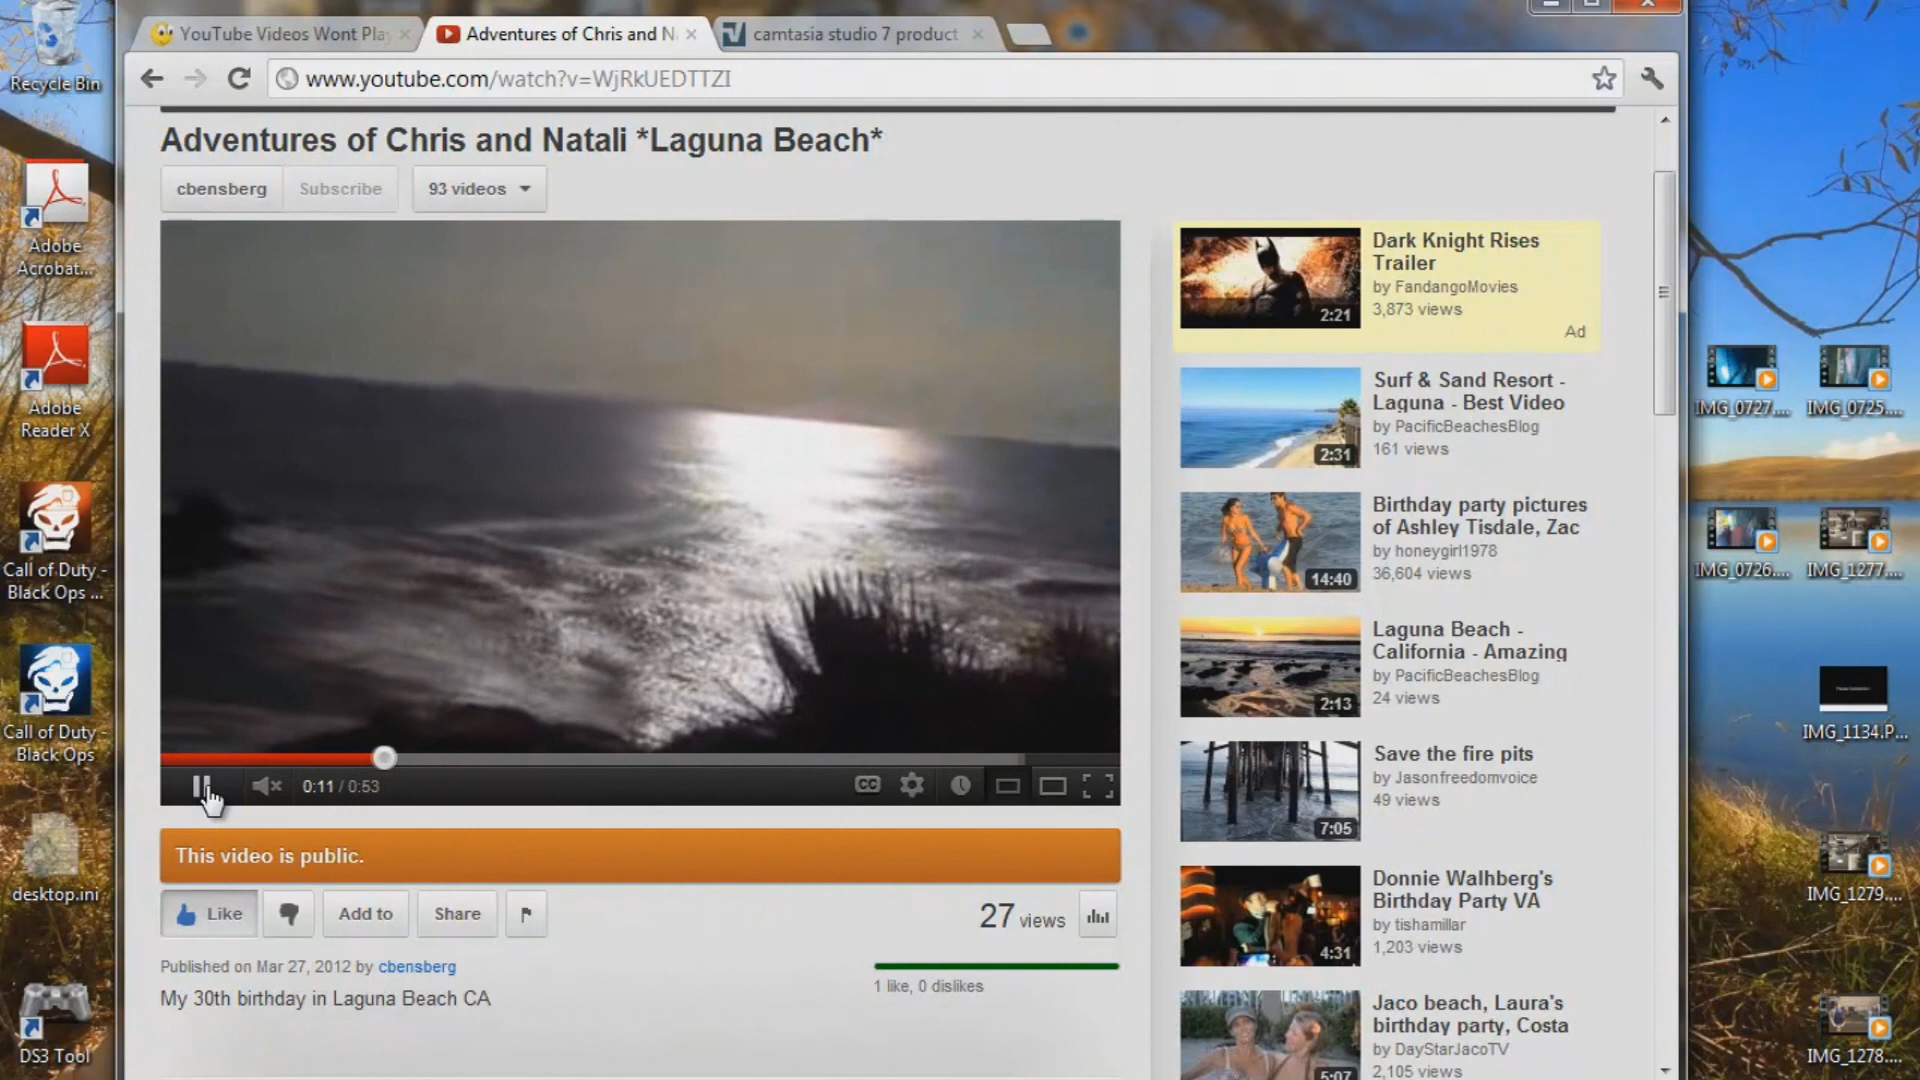 YouTube Videos Wont Play
Adventures of Chris and N
camtasia studio 7 product
www.youtube.com/watch?v=WjRkUEDTTZI
Recycle Bin
Adobe
Acrobat...
Adobe
Reader X
Call of Duty -
Black Ops ...
Call of Duty -
Black Ops
desktop.ini
DS3 Tool
Adventures of Chris and Natali *Laguna Beach*
cbensberg
Subscribe
93 videos
0:11 / 0:53
CC
This video is public.
Like
Add to
Share
27 views
Published on Mar 27, 2012 by cbensberg
1 like, 0 dislikes
My 30th birthday in Laguna Beach CA
Dark Knight Rises
Trailer
by FandangoMovies
3,873 views
Ad
2:21
Surf & Sand Resort -
Laguna - Best Video
by PacificBeachesBlog
161 views
2:31
Birthday party pictures
of Ashley Tisdale, Zac
by honeygirl1978
36,604 views
14:40
Laguna Beach -
California - Amazing
by PacificBeachesBlog
24 views
2:13
Save the fire pits
by Jasonfreedomvoice
49 views
7:05
Donnie Walhberg's
Birthday Party VA
by tishamillar
1,203 views
4:31
Jaco beach, Laura's
birthday party, Costa
by DayStarJacoTV
2,105 views
5:07
IMG_0727....
IMG_0725....
IMG_0726....
IMG_1277....
IMG_1134.P...
IMG_1279....
IMG_1278....